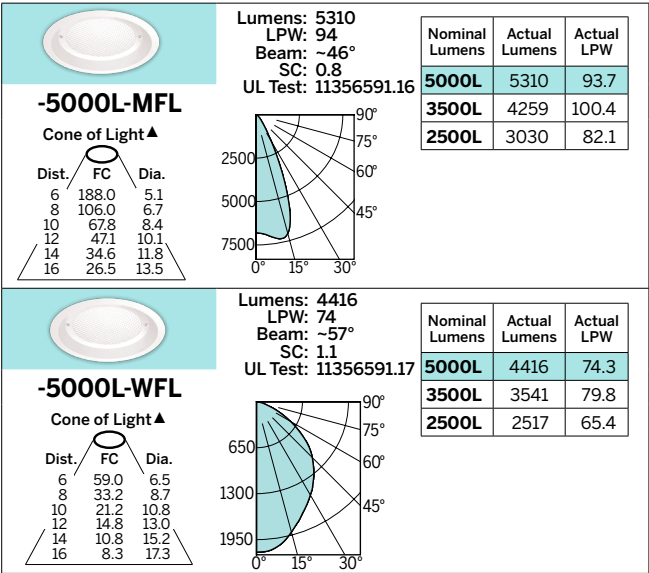 -5000L-MFL
Cone of Light▲
Dist. FC Dia.
6 188.0 5.1
8 106.0 6.7
10 67.8 8.4
12 47.1 10.1
14 34.6 11.8
16 26.5 13.5
Lumens: 5310
LPW: 94
Beam: ~46°
SC: 0.8
UL Test: 11356591.16
90°
75°
2500
60°
5000
45°
7500
0° 15° 30°
Nominal Lumens Actual Lumens Actual LPW
5000L 5310 93.7
3500L 4259 100.4
2500L 3030 82.1
-5000L-WFL
Cone of Light▲
Dist. FC Dia.
6 59.0 6.5
8 33.2 8.7
10 21.2 10.8
12 14.8 13.0
14 10.8 15.2
16 8.3 17.3
Lumens: 4416
LPW: 74
Beam: ~57°
SC: 1.1
UL Test: 11356591.17
90°
75°
650
60°
1300
45°
1950
0° 15° 30°
Nominal Lumens Actual Lumens Actual LPW
5000L 4416 74.3
3500L 3541 79.8
2500L 2517 65.4